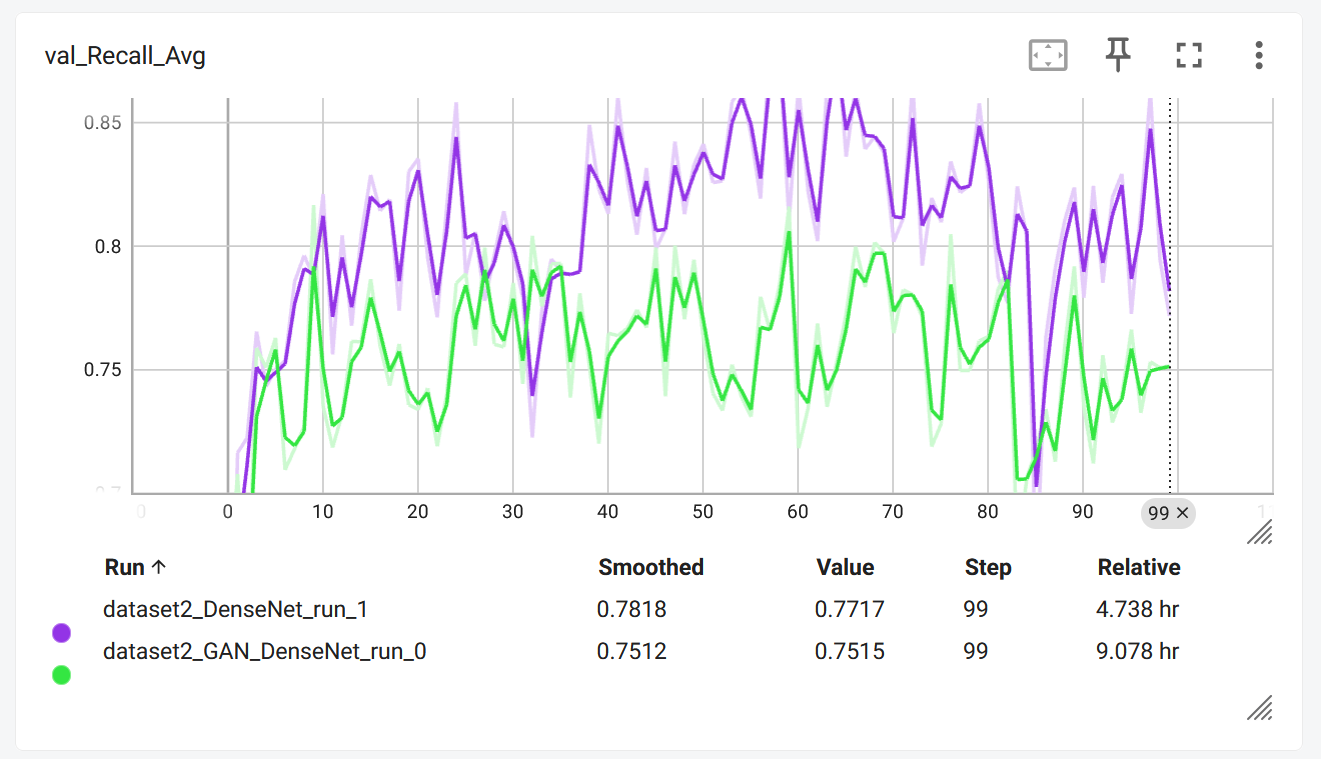 val_Recall_Avg
0.85
0.8
0.75
0.7
0 10 20 30 40 50 60 70 80 90 99 ×
Run ↑ Smoothed Value Step Relative
dataset2_DenseNet_run_1 0.7818 0.7717 99 4.738 hr
dataset2_GAN_DenseNet_run_0 0.7512 0.7515 99 9.078 hr